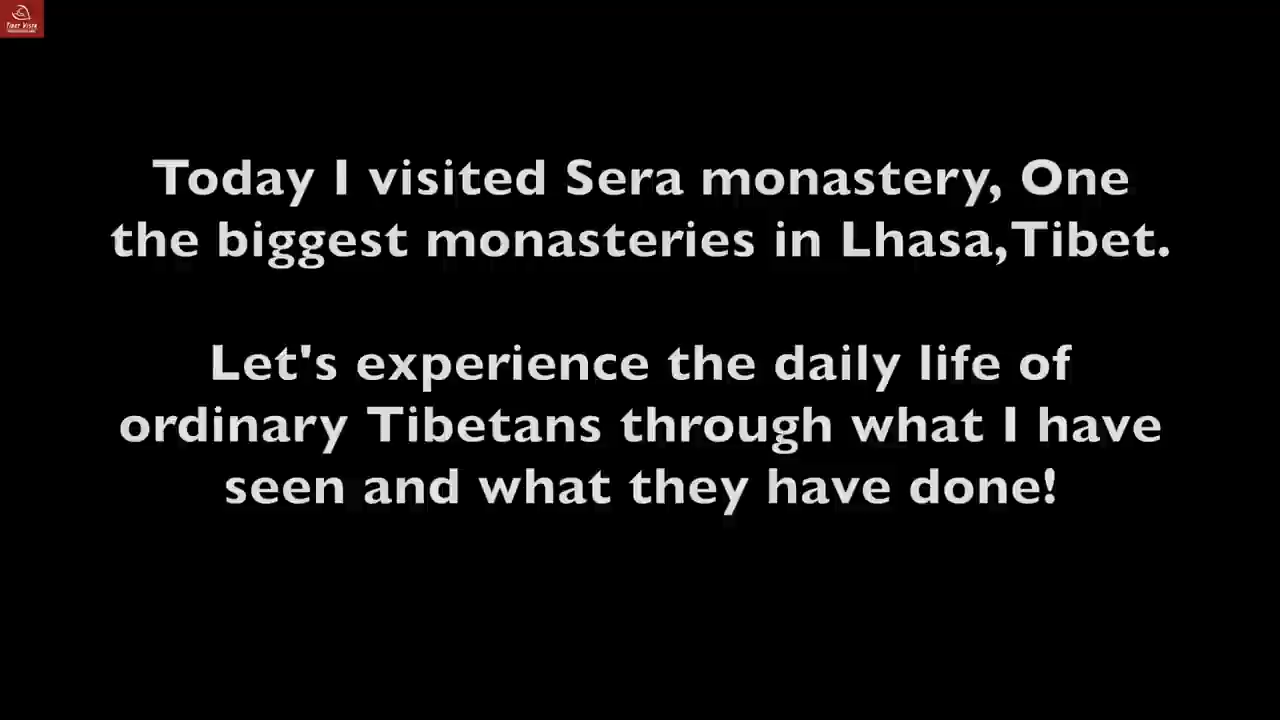 Today I visited Sera monastery, One
the biggest monasteries in Lhasa,Tibet.
Let's experience the daily life of
ordinary Tibetans through what I have
seen and what they have done!